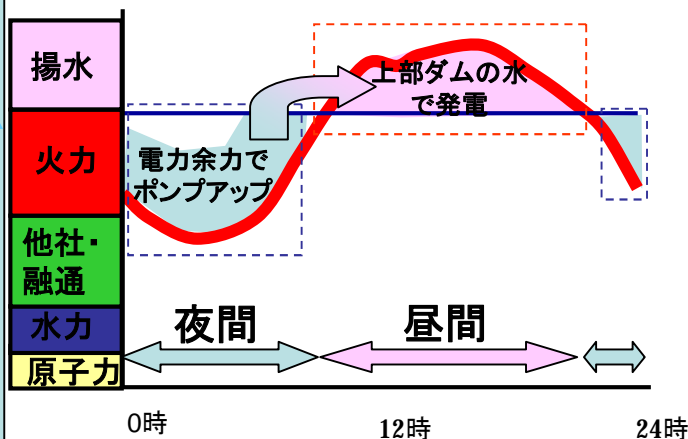 揚水
火力
他社・
融通
水力
原子力
電力余力で
ポンプアップ
上部ダムの水
で発電
夜間
昼間
0時
12時
24時